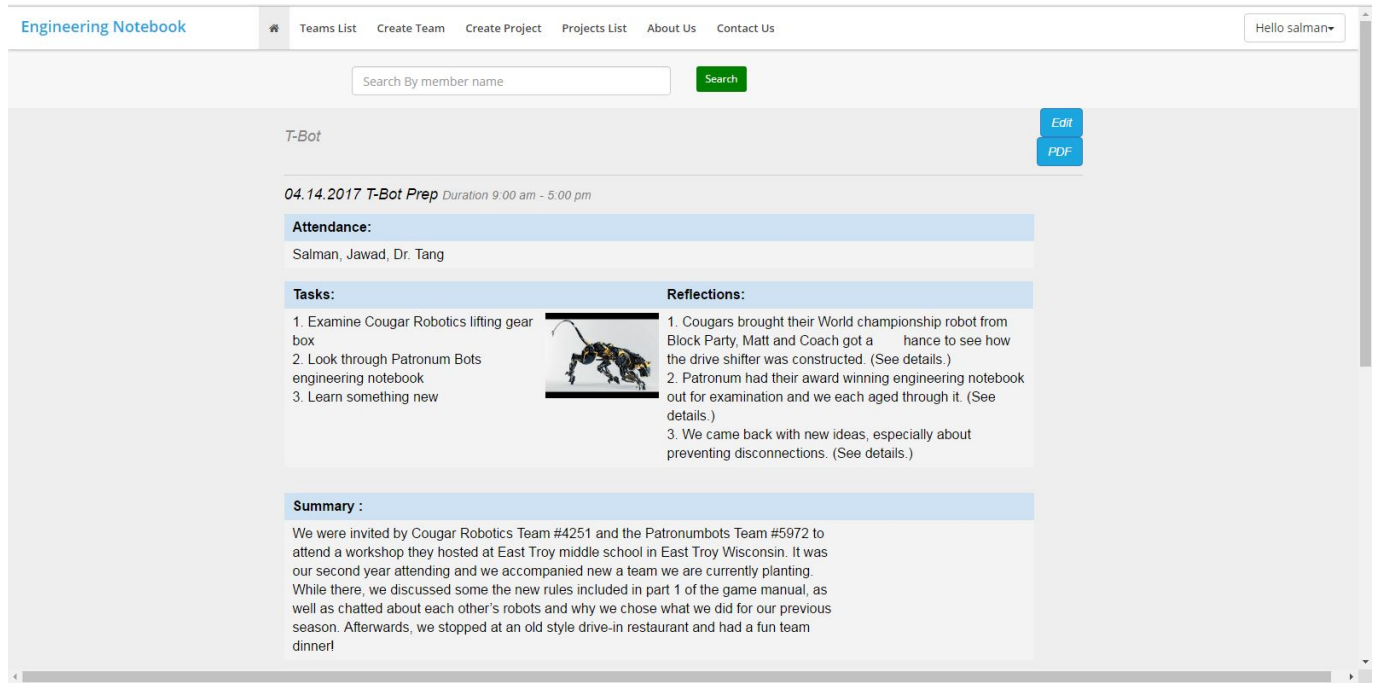 Engineering Notebook
Teams List
Create Team
Create Project
Projects List
About Us
Contact Us
Hello salman
Search By member name
Search
T-Bot
Edit
PDF
04.14.2017 T-Bot Prep Duration 9:00 am - 5:00 pm
Attendance:
Salman, Jawad, Dr. Tang
Tasks:
1. Examine Cougar Robotics lifting gear
box
2. Look through Patronum Bots
engineering notebook
3. Learn something new
Reflections:
1. Cougars brought their World championship robot from
Block Party, Matt and Coach got a hance to see how
the drive shifter was constructed. (See details.)
2. Patronum had their award winning engineering notebook
out for examination and we each aged through it. (See
details.)
3. We came back with new ideas, especially about
preventing disconnections. (See details.)
Summary :
We were invited by Cougar Robotics Team #4251 and the Patronumbots Team #5972 to
attend a workshop they hosted at East Troy middle school in East Troy Wisconsin. It was
our second year attending and we accompanied new a team we are currently planting.
While there, we discussed some the new rules included in part 1 of the game manual, as
well as chatted about each other’s robots and why we chose what we did for our previous
season. Afterwards, we stopped at an old style drive-in restaurant and had a fun team
dinner!